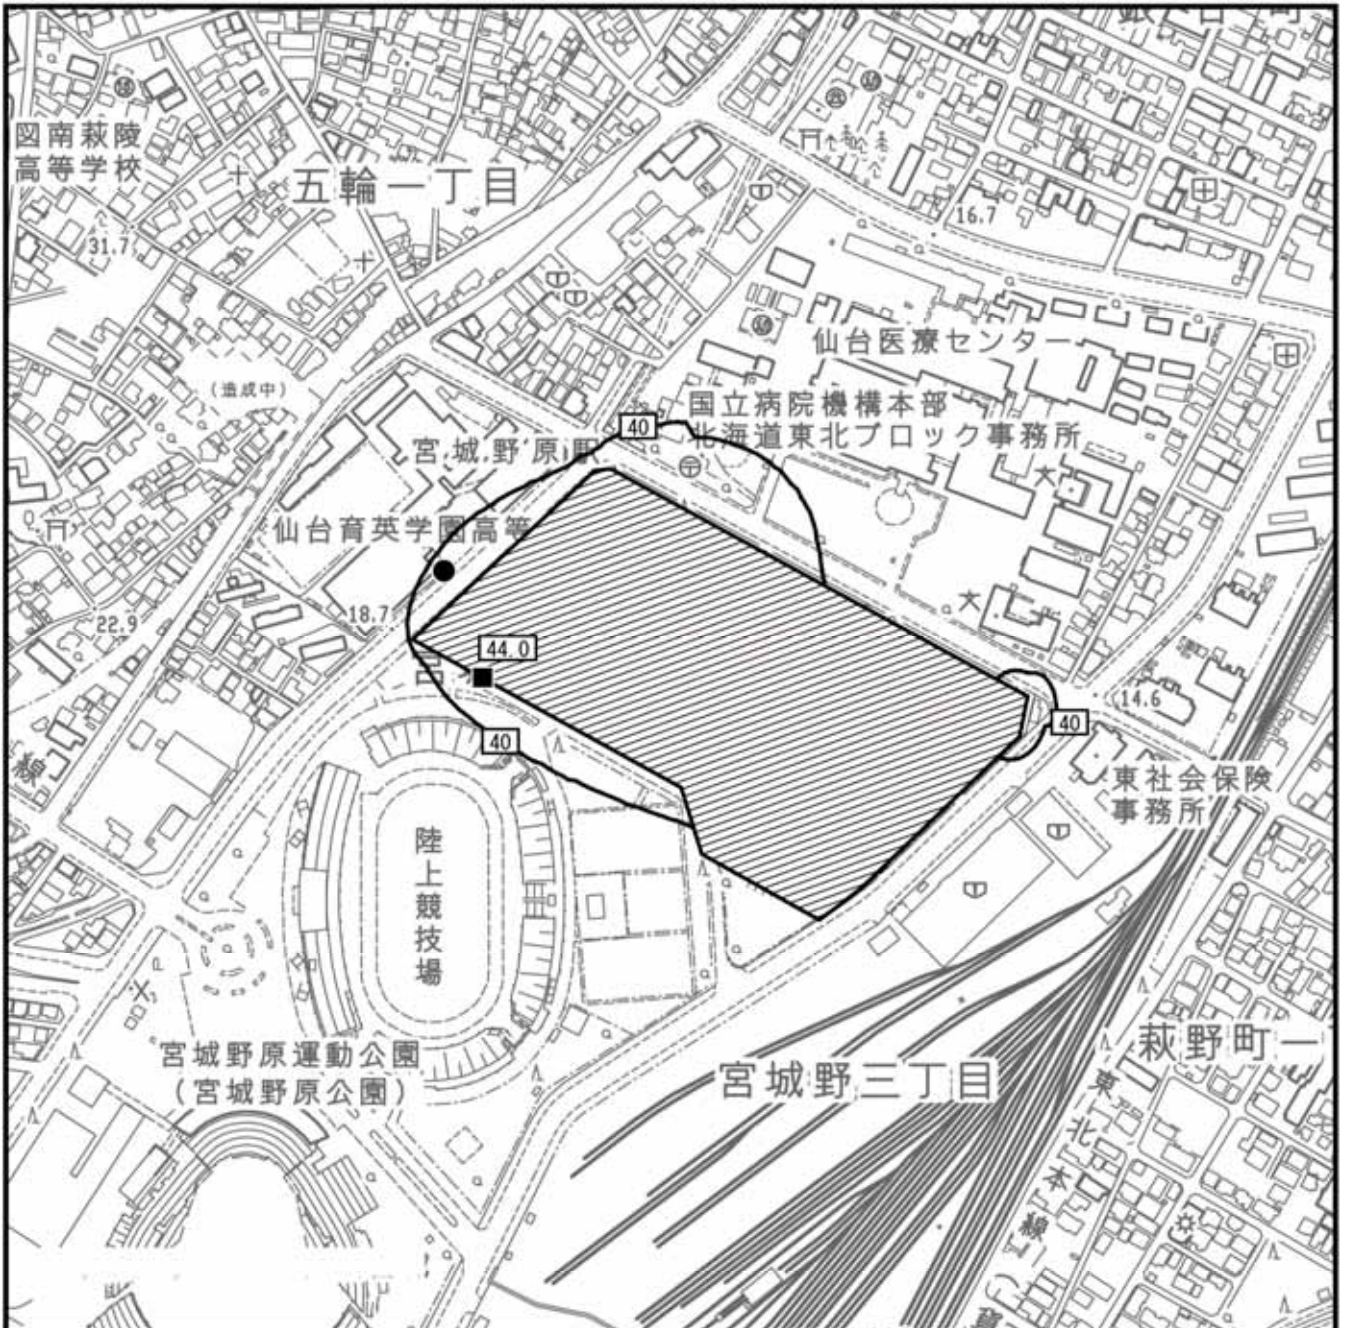 図南萩陵
高等学校
五輪一丁目
31.7
16.7
仙台医療センター
(造成中)
国立病院機構本部
北海道東北ブロック事務所
40
宮城野原駅
仙台育英学園高等
22.9
18.7
44.0
14.6
40
40
線
東社会保険
事務所
陸上競技場
宮城野原運動公園
(宮城野原公園)
宮城野三丁目
萩野町一
東北本線